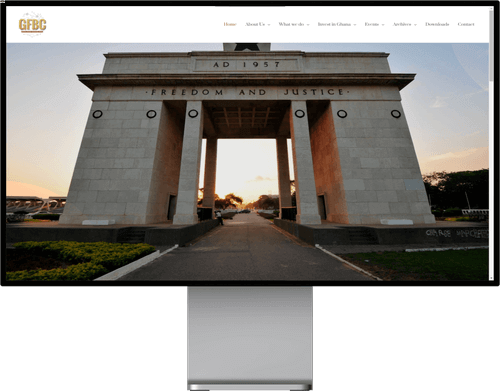 GFBC
Home About Us What we do Invest in Ghana Events Archives Downloads Contact
AD 1957
· FREEDOM AND JUSTICE ·